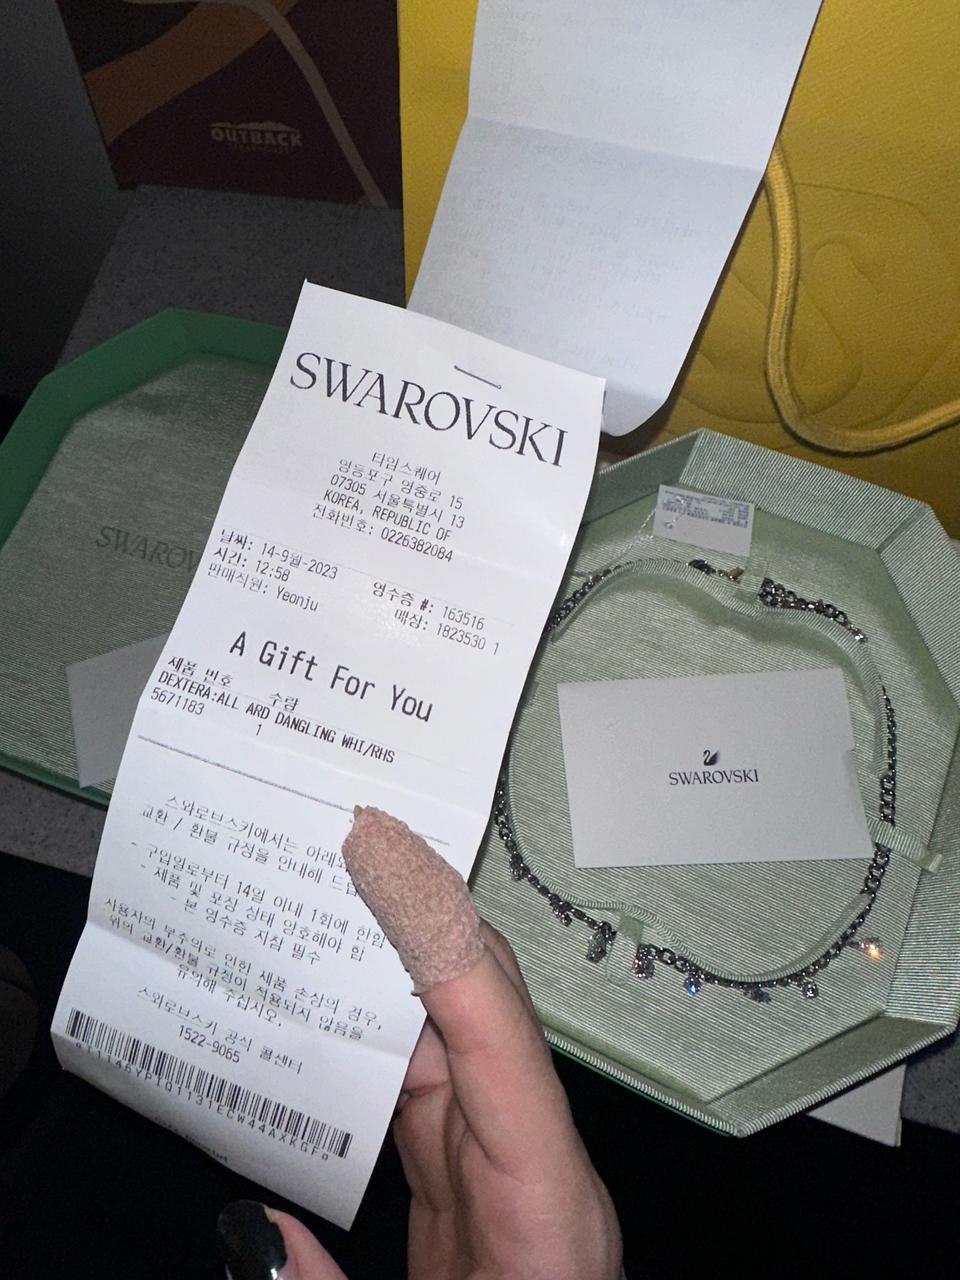 OUTBACK
SWAROVSKI
타임스퀘어
영등포구 영중로 15
07305 서울특별시 13
KOREA, REPUBLIC OF
전화번호: 0226382084
날짜: 14-9월-2023 영수증 #: 163516
시간: 12:58 매장: 1823530 1
판매직원: Yeonju
A Gift For You
제품 번호 수량
DEXTERA:ALL ARD DANGLING WHI/RHS
5671183 1
스와로브스키에서는 아래와
교환 / 환불 규정을 안내해 드립
- 구입일로부터 14일 이내 1회에 한함
- 제품 및 포장 상태 양호해야 함
- 본 영수증 지참 필수
사용자의 부주의로 인한 제품 손상의 경우,
위의 교환/환불 규정이 적용되지 않음을
유의해 주십시오.
스와로브스키 공식 콜센터
1522-9065
SWAROV
SWAROVSKI